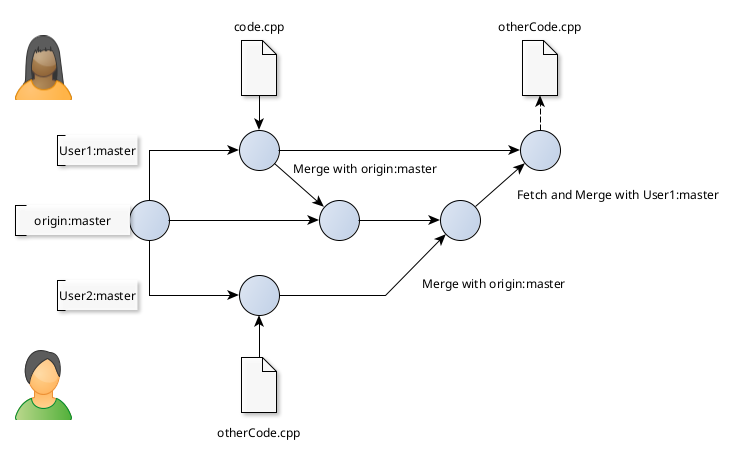 code.cpp
otherCode.cpp
User1:master
Merge with origin:master
Fetch and Merge with User1:master
origin:master
Merge with origin:master
User2:master
otherCode.cpp